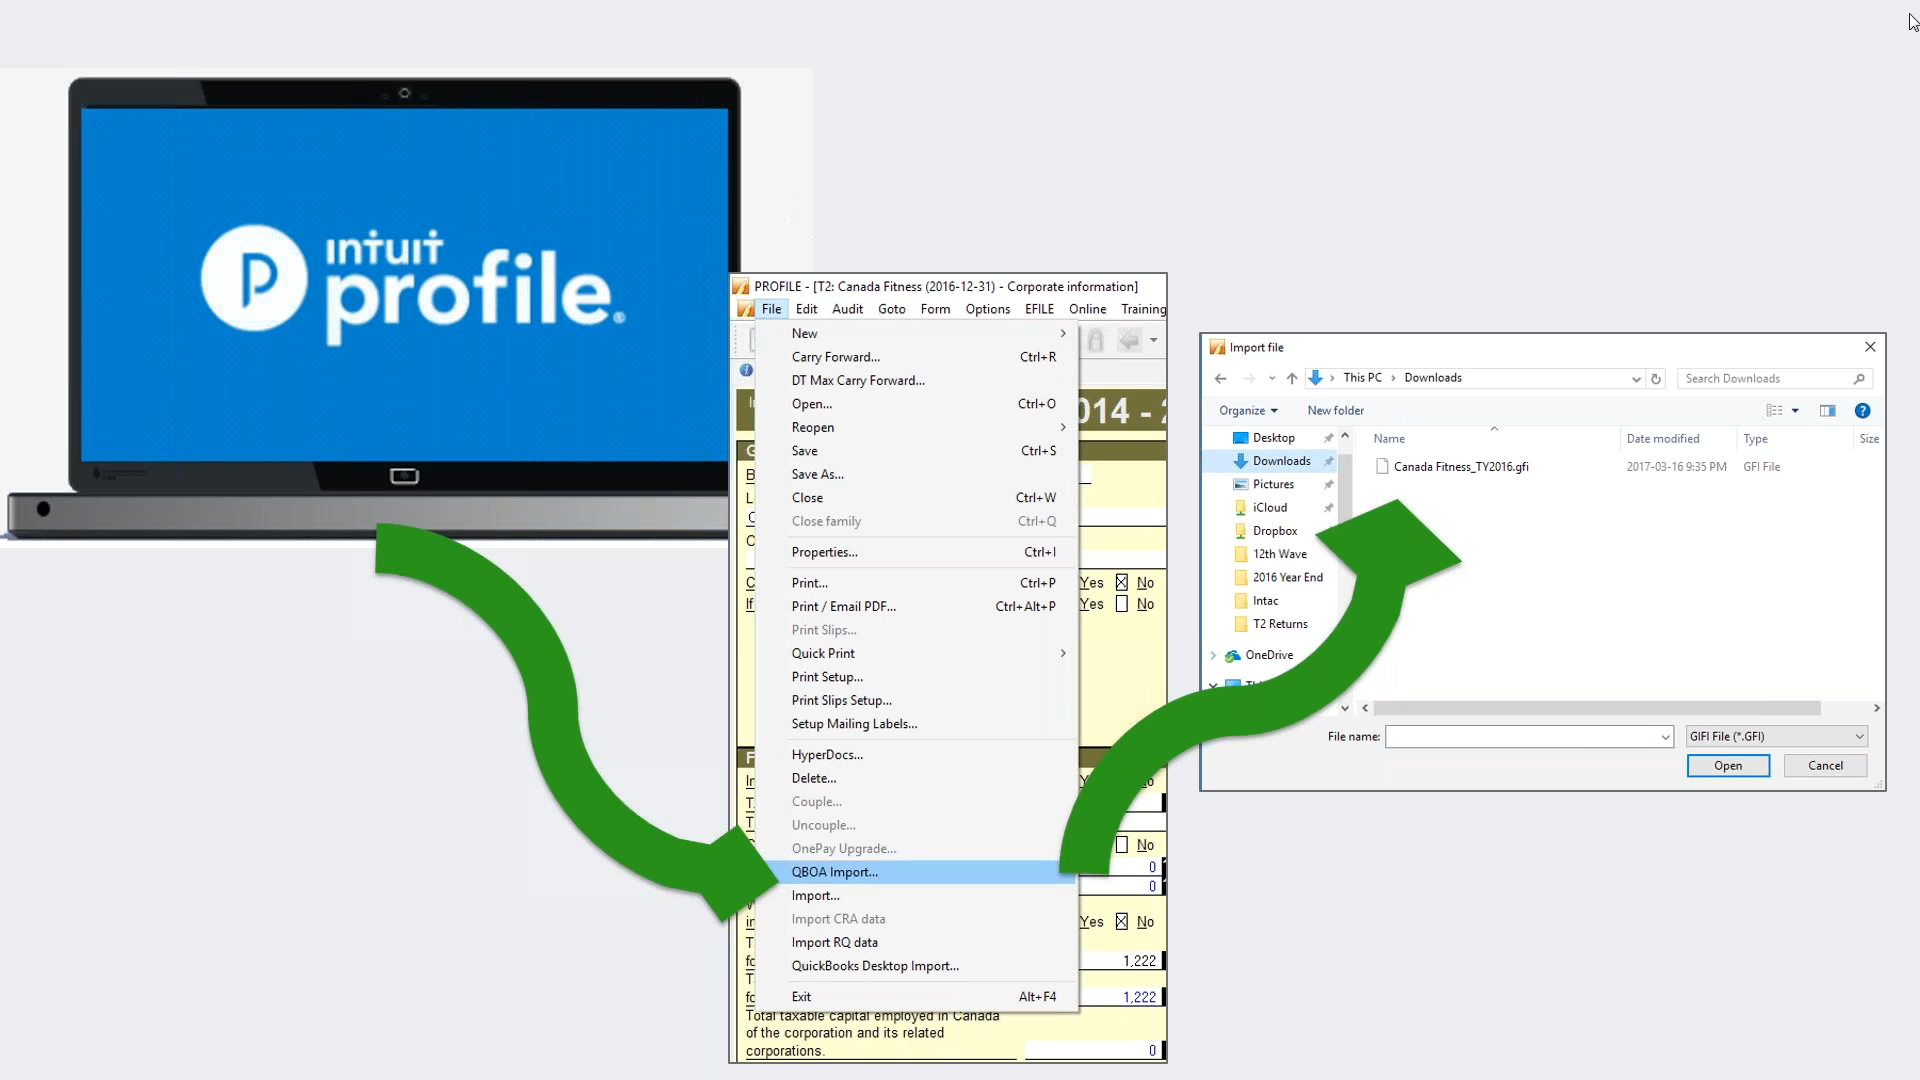 intuit
profile.
PROFILE - [T2: Canada Fitness (2016-12-31) - Corporate information]
File Edit Audit Goto Form Options EFILE Online Training
New
Carry Forward... Ctrl+R
DT Max Carry Forward...
Open... Ctrl+O
Reopen
Save Ctrl+S
Save As...
Close Ctrl+W
Close family Ctrl+Q
Properties... Ctrl+I
Print... Ctrl+P
Print / Email PDF... Ctrl+Alt+P
Print Slips...
Quick Print
Print Setup...
Print Slips Setup...
Setup Mailing Labels...
HyperDocs...
Delete...
Couple...
Uncouple...
OnePay Upgrade...
QBOA Import...
Import...
Import CRA data
Import RQ data
QuickBooks Desktop Import...
Exit Alt+F4
014 -
Yes No
Yes No
No
0
0
Yes No
1,222
1,222
Total taxable capital employed in Canada
of the corporation and its related
corporations.
0
Import file
This PC > Downloads
Search Downloads
Organize New folder
Desktop
Downloads
Pictures
iCloud
Dropbox
12th Wave
2016 Year End
Intac
T2 Returns
OneDrive
Name Date modified Type Size
Canada Fitness_TY2016.gfi 2017-03-16 9:35 PM GFI File
File name: GIFI File (*.GFI)
Open Cancel